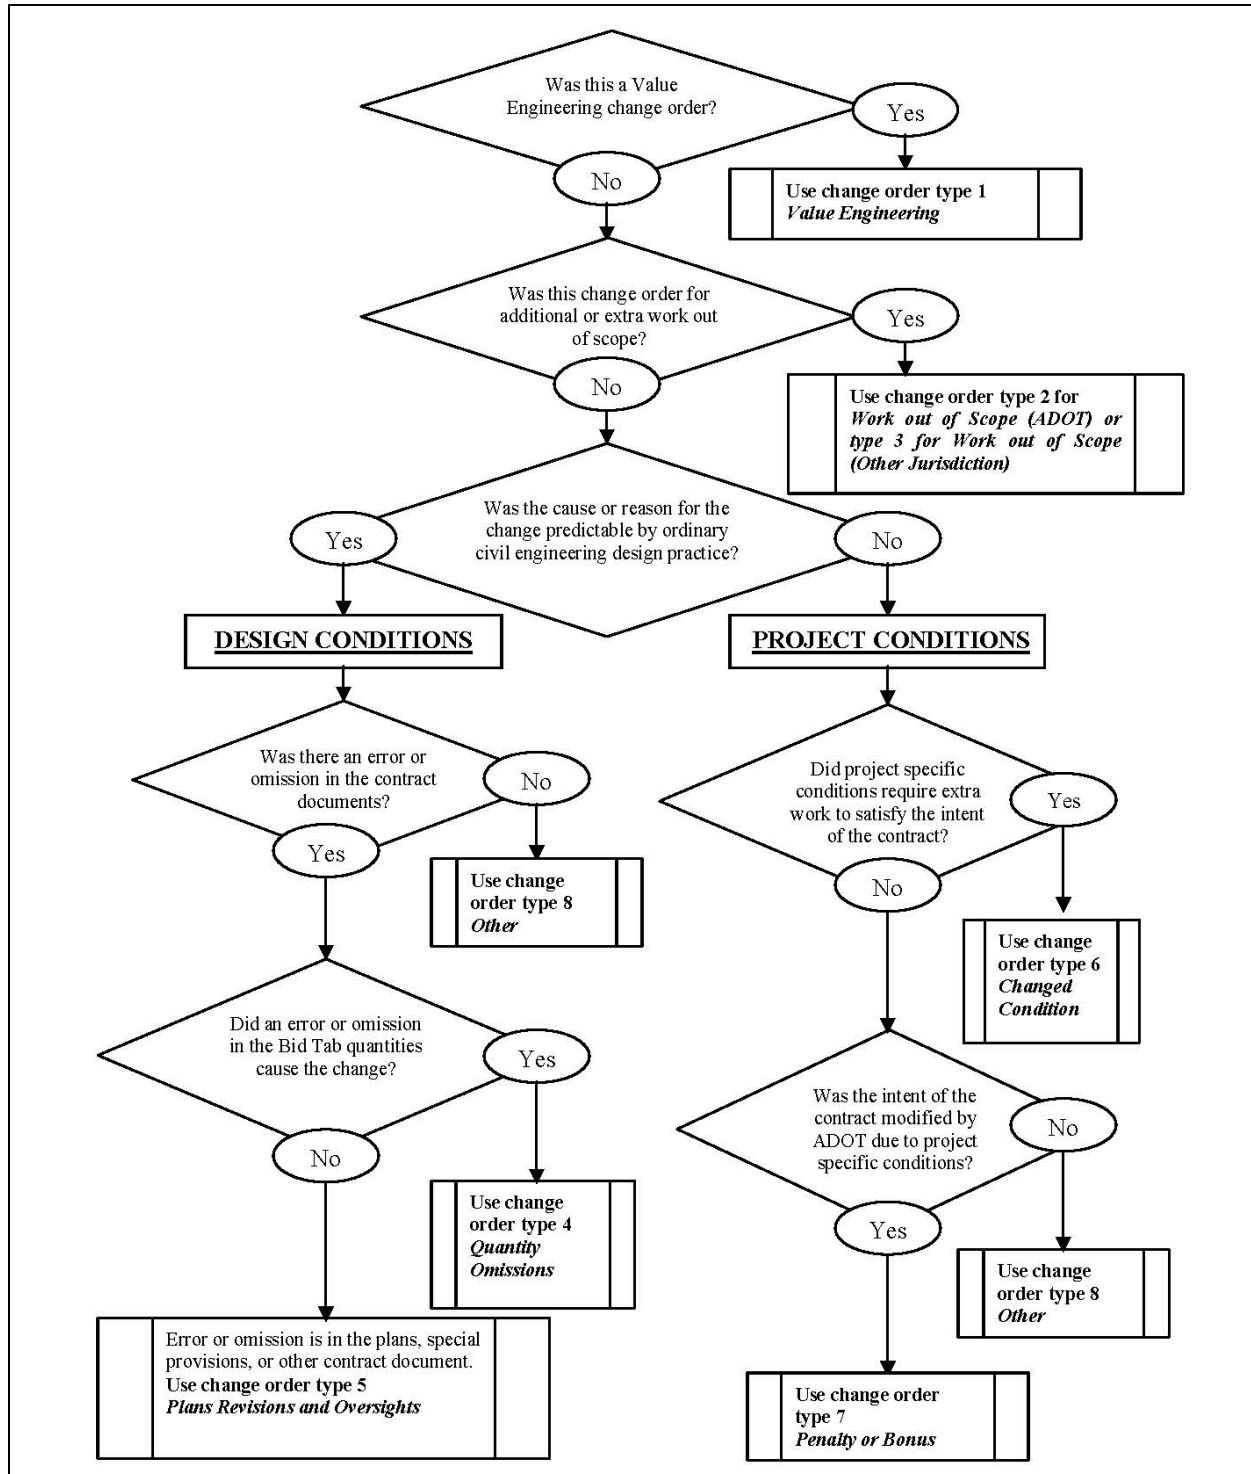 Was this a Value
Engineering change order?
Yes
No
Use change order type 1
Value Engineering
Was this change order for
additional or extra work out
of scope?
Yes
No
Use change order type 2 for
Work out of Scope (ADOT) or
type 3 for Work out of Scope
(Other Jurisdiction)
Was the cause or reason for the
change predictable by ordinary
civil engineering design practice?
Yes
No
DESIGN CONDITIONS
PROJECT CONDITIONS
Was there an error or
omission in the contract
documents?
No
Yes
Use change
order type 8
Other
Did an error or omission
in the Bid Tab quantities
cause the change?
Yes
No
Use change
order type 4
Quantity
Omissions
Error or omission is in the plans, special
provisions, or other contract document.
Use change order type 5
Plans Revisions and Oversights
Did project specific
conditions require extra
work to satisfy the intent
of the contract?
Yes
No
Use change
order type 6
Changed
Condition
Was the intent of the
contract modified by
ADOT due to project
specific conditions?
No
Yes
Use change
order type 8
Other
Use change order
type 7
Penalty or Bonus